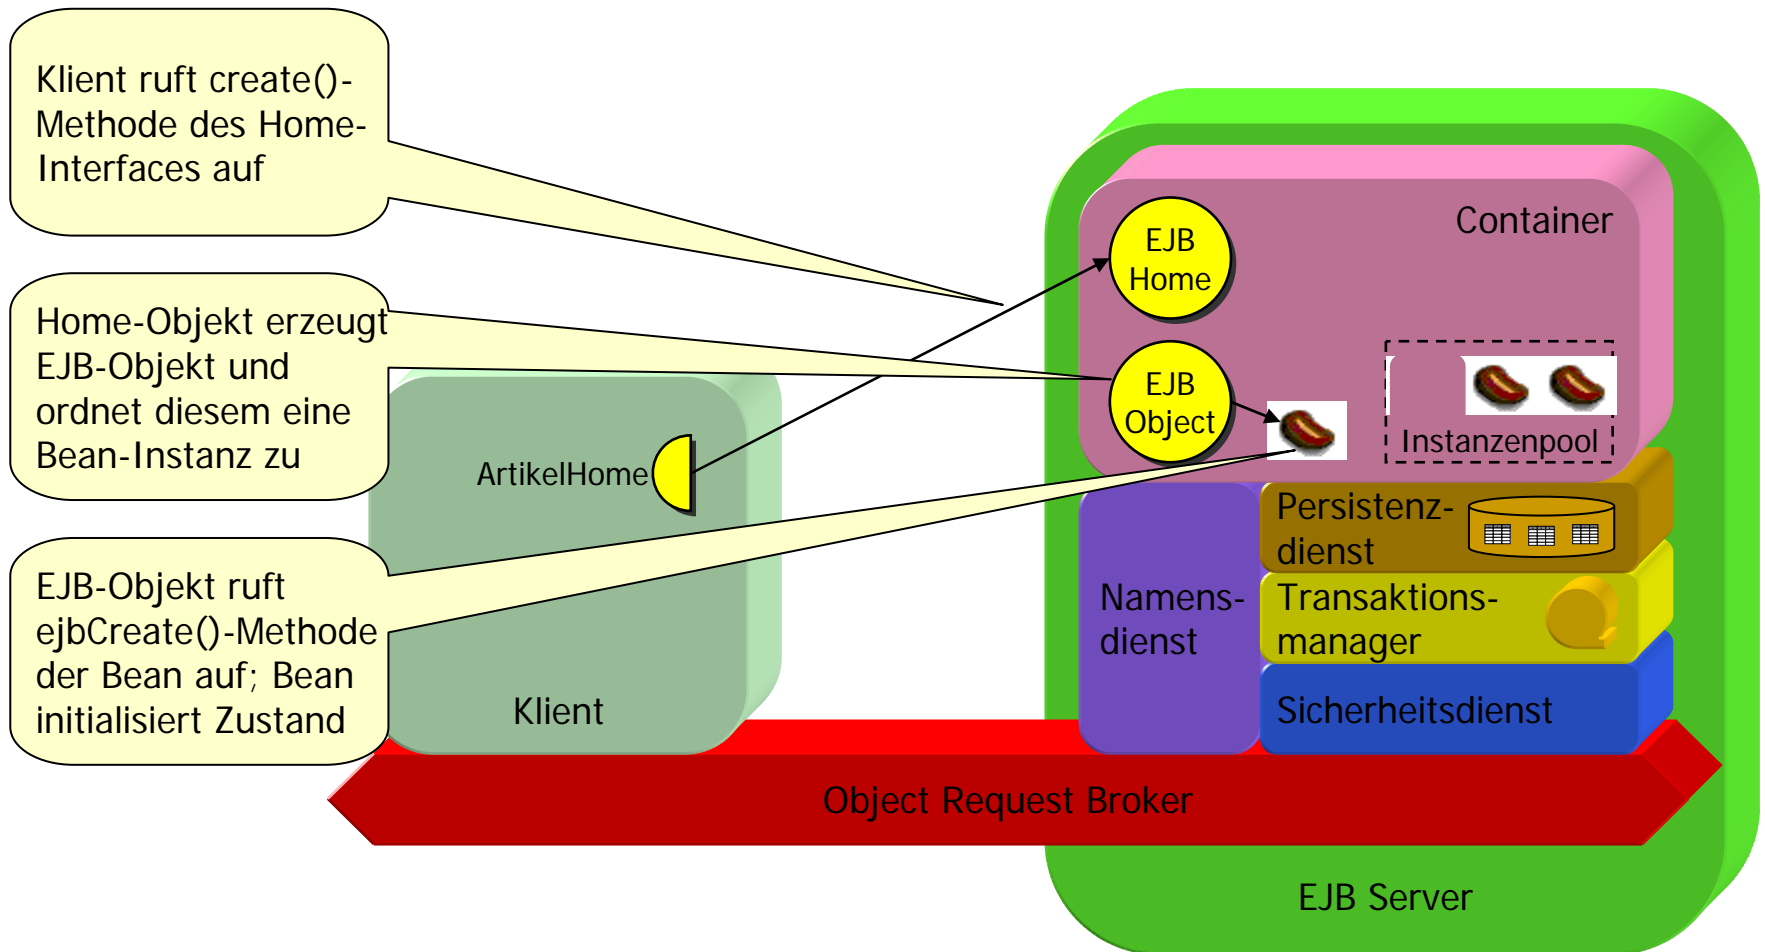 Klient ruft create()-
Methode des Home-
Interfaces auf
Home-Objekt erzeugt
EJB-Objekt und
ordnet diesem eine
Bean-Instanz zu
EJB-Objekt ruft
ejbCreate()-Methode
der Bean auf; Bean
initialisiert Zustand
ArtikelHome
Klient
Container
EJB
Home
EJB
Object
Instanzenpool
Persistenz-
dienst
Namens-
dienst
Transaktions-
manager
Sicherheitsdienst
Object Request Broker
EJB Server